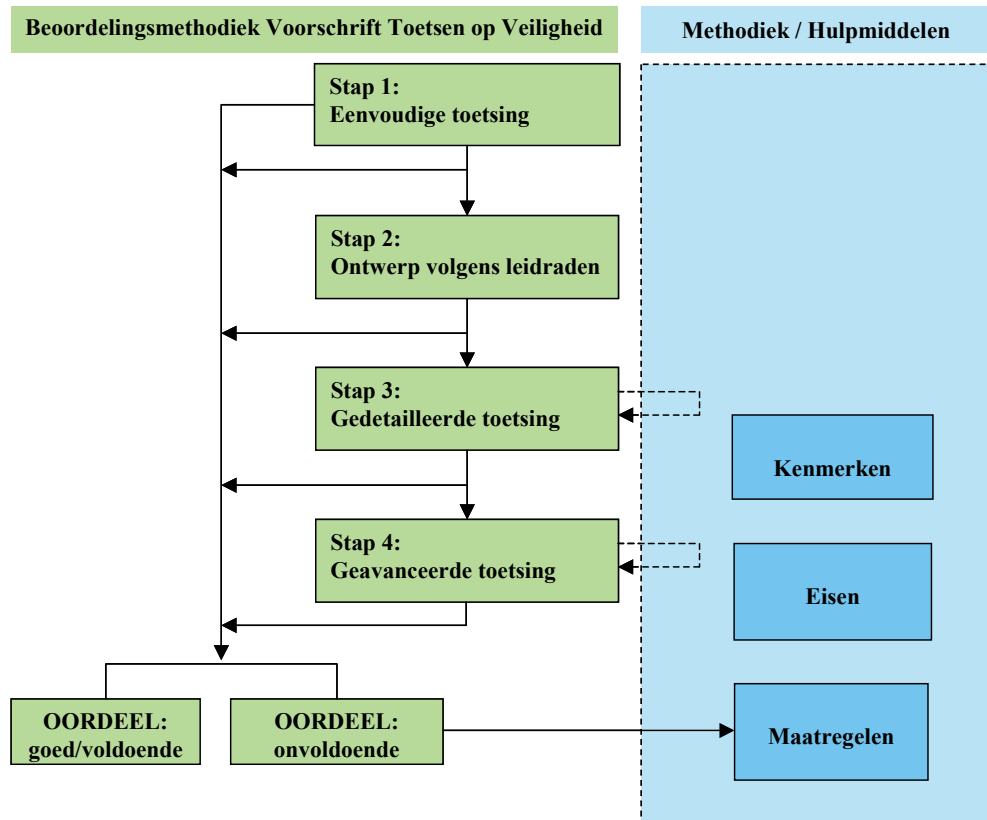 Beoordelingsmethodiek Voorschrift Toetsen op Veiligheid
Methodiek / Hulpmiddelen
Stap 1:
Eenvoudige toetsing
Stap 2:
Ontwerp volgens leidraden
Stap 3:
Gedetailleerde toetsing
Kenmerken
Stap 4:
Geavanceerde toetsing
Eisen
OORDEEL:
goed/voldoende
OORDEEL:
onvoldoende
Maatregelen